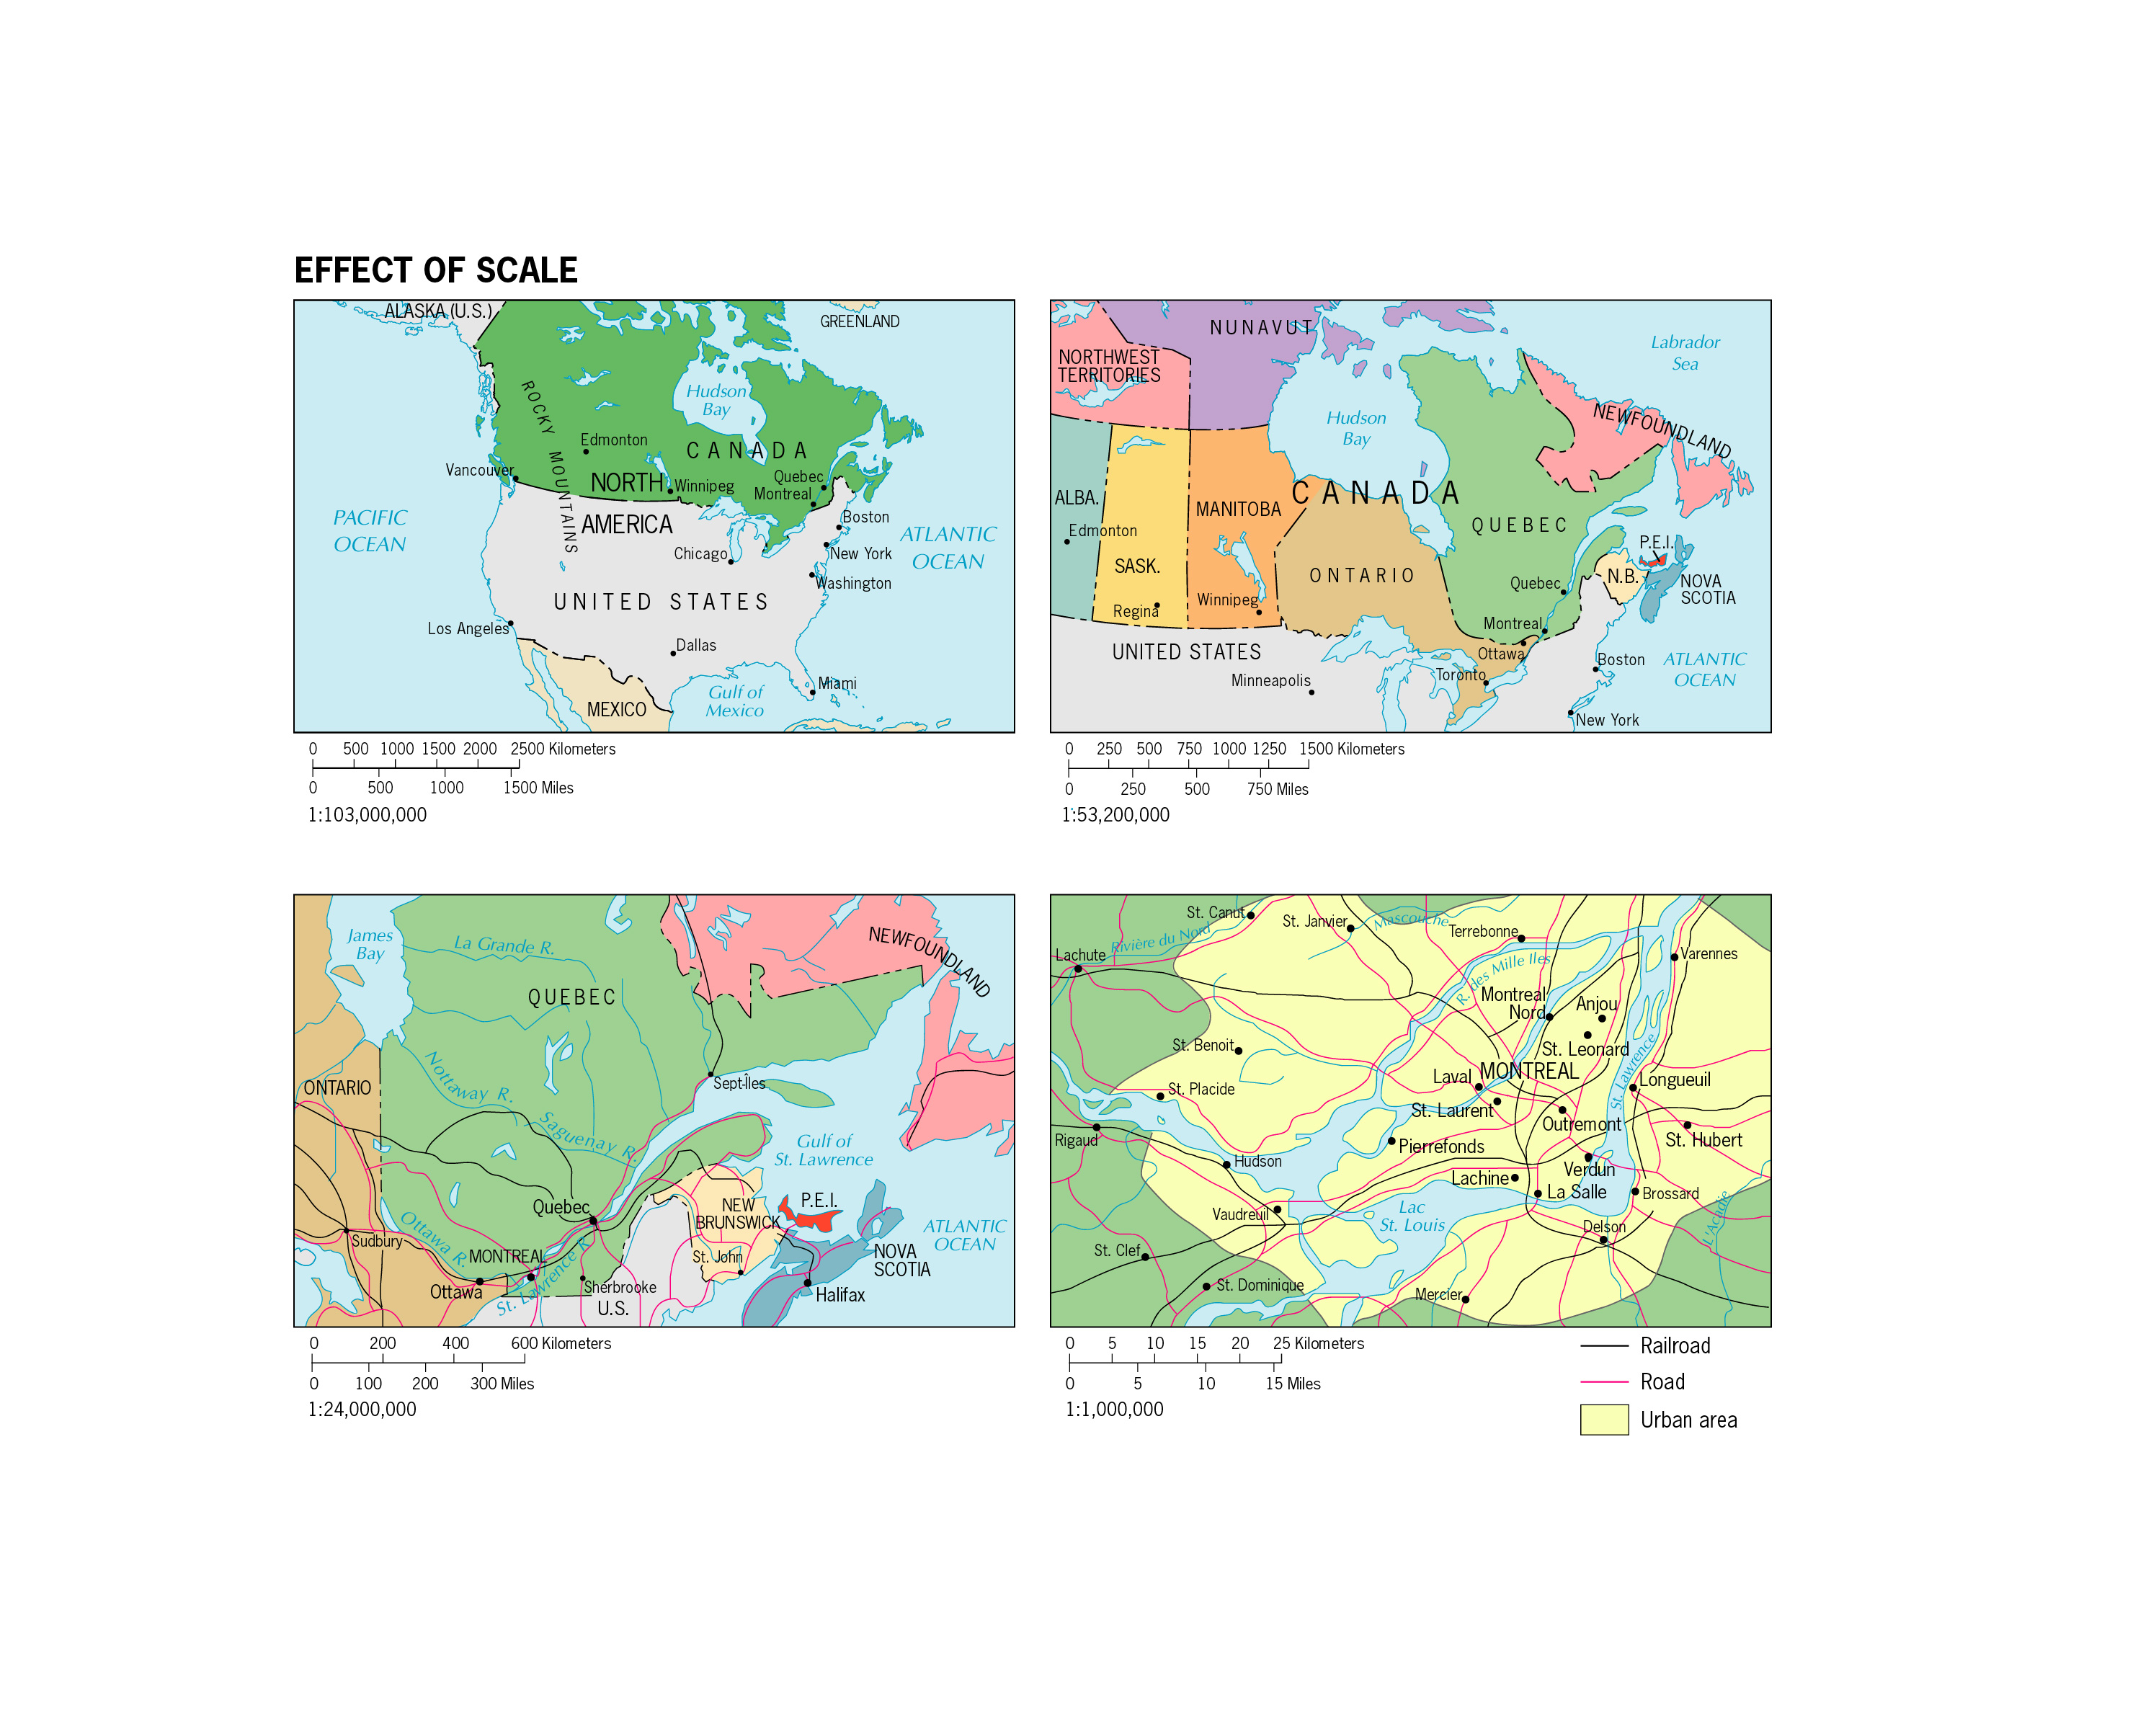 EFFECT OF SCALE
ALASKA (U.S.)
GREENLAND
ROCKY MOUNTAINS
Hudson
Bay
Edmonton
CANADA
Vancouver
NORTH
Winnipeg
Quebec
Montreal
PACIFIC
OCEAN
AMERICA
Boston
ATLANTIC
OCEAN
Chicago
New York
Washington
UNITED STATES
Los Angeles
Dallas
Miami
Gulf of
Mexico
MEXICO
0 500 1000 1500 2000 2500 Kilometers
0 500 1000 1500 Miles
1:103,000,000
NUNAVUT
Labrador
Sea
NORTHWEST
TERRITORIES
Hudson
Bay
NEWFOUNDLAND
ALBA.
CANADA
MANITOBA
QUEBEC
Edmonton
P.E.I.
SASK.
ONTARIO
N.B.
NOVA
SCOTIA
Quebec
Regina
Winnipeg
Montreal
UNITED STATES
Ottawa
Boston
ATLANTIC
OCEAN
Toronto
Minneapolis
New York
0 250 500 750 1000 1250 1500 Kilometers
0 250 500 750 Miles
1:53,200,000
James
Bay
La Grande R.
NEWFOUNDLAND
QUEBEC
Nottaway R.
ONTARIO
Sept-Îles
Saguenay R.
Gulf of
St. Lawrence
Quebec
NEW
BRUNSWICK
P.E.I.
Ottawa R.
Sudbury
MONTREAL
St. John
ATLANTIC
OCEAN
NOVA
SCOTIA
St. Lawrence R.
Sherbrooke
Ottawa
U.S.
Halifax
0 200 400 600 Kilometers
0 100 200 300 Miles
1:24,000,000
St. Canut
St. Janvier
Mascouche
Terrebonne
Rivière du Nord
Lachute
Varennes
R. des Mille Iles
Montreal
Nord
Anjou
St. Benoit
St. Leonard
St. Lawrence
MONTREAL
Laval
Longueuil
St. Placide
St. Laurent
Outremont
Rigaud
Pierrefonds
St. Hubert
Hudson
Verdun
Lachine
La Salle
Brossard
Vaudreuil
Lac
St. Louis
L'Acadie
Delson
St. Clef
St. Dominique
Mercier
0 5 10 15 20 25 Kilometers
0 5 10 15 Miles
1:1,000,000
Railroad
Road
Urban area